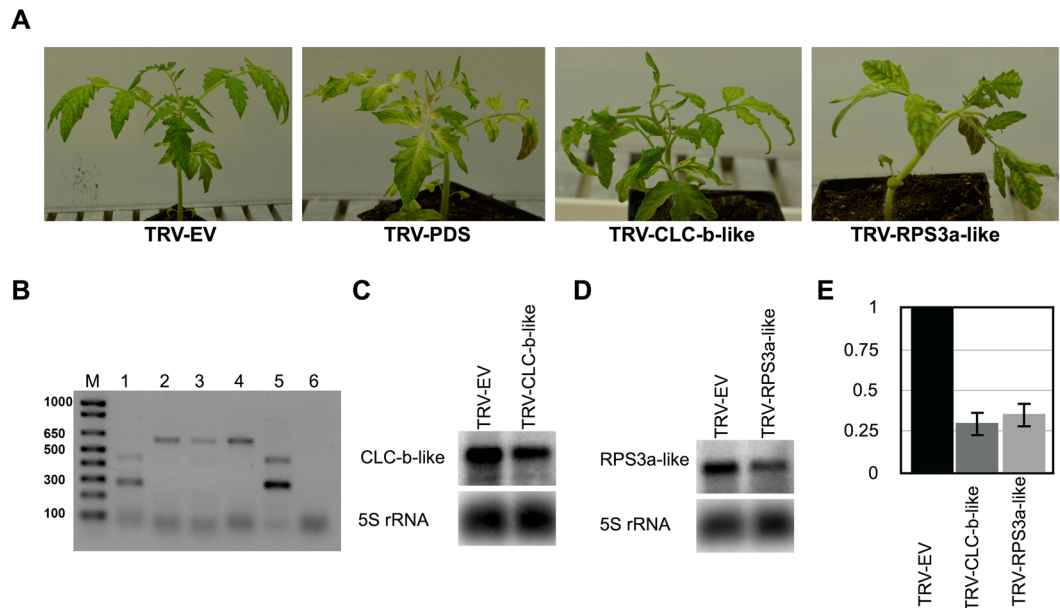 A
TRV-EV
TRV-PDS
TRV-CLC-b-like
TRV-RPS3a-like
B
M 1 2 3 4 5 6
1000
650
500
300
100
C
TRV-EV
TRV-CLC-b-like
CLC-b-like
5S rRNA
D
TRV-EV
TRV-RPS3a-like
RPS3a-like
5S rRNA
E
1
0.75
0.5
0.25
0
TRV-EV
TRV-CLC-b-like
TRV-RPS3a-like